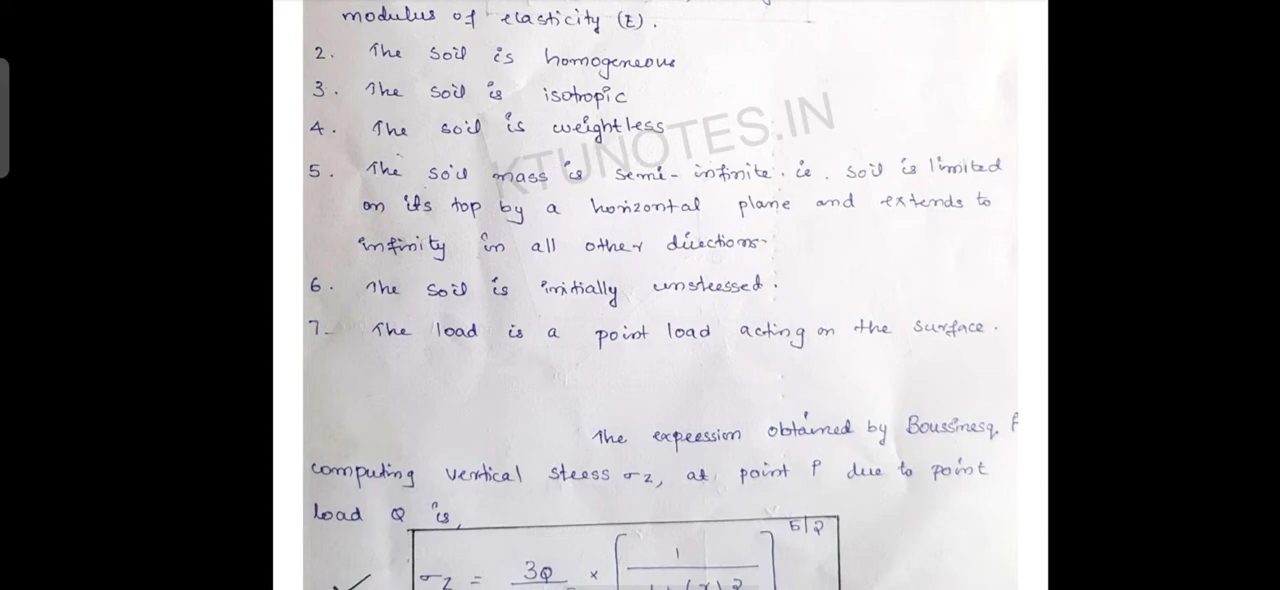 modulus of elasticity (E).
2. The soil is homogeneous
3. The soil is isotropic
4. The soil is weightless
KTUNOTES.IN
5. The soil mass is semi-infinite. ie. soil is limited
on its top by a horizontal plane and extends to
infinity in all other directions.
6. The soil is initially unstressed.
7. The load is a point load acting on the surface.
The expression obtained by Boussinesq f
computing vertical stress σz, at point P due to point
load Q is,
σz = 3Q × [ 1 ] 5/2